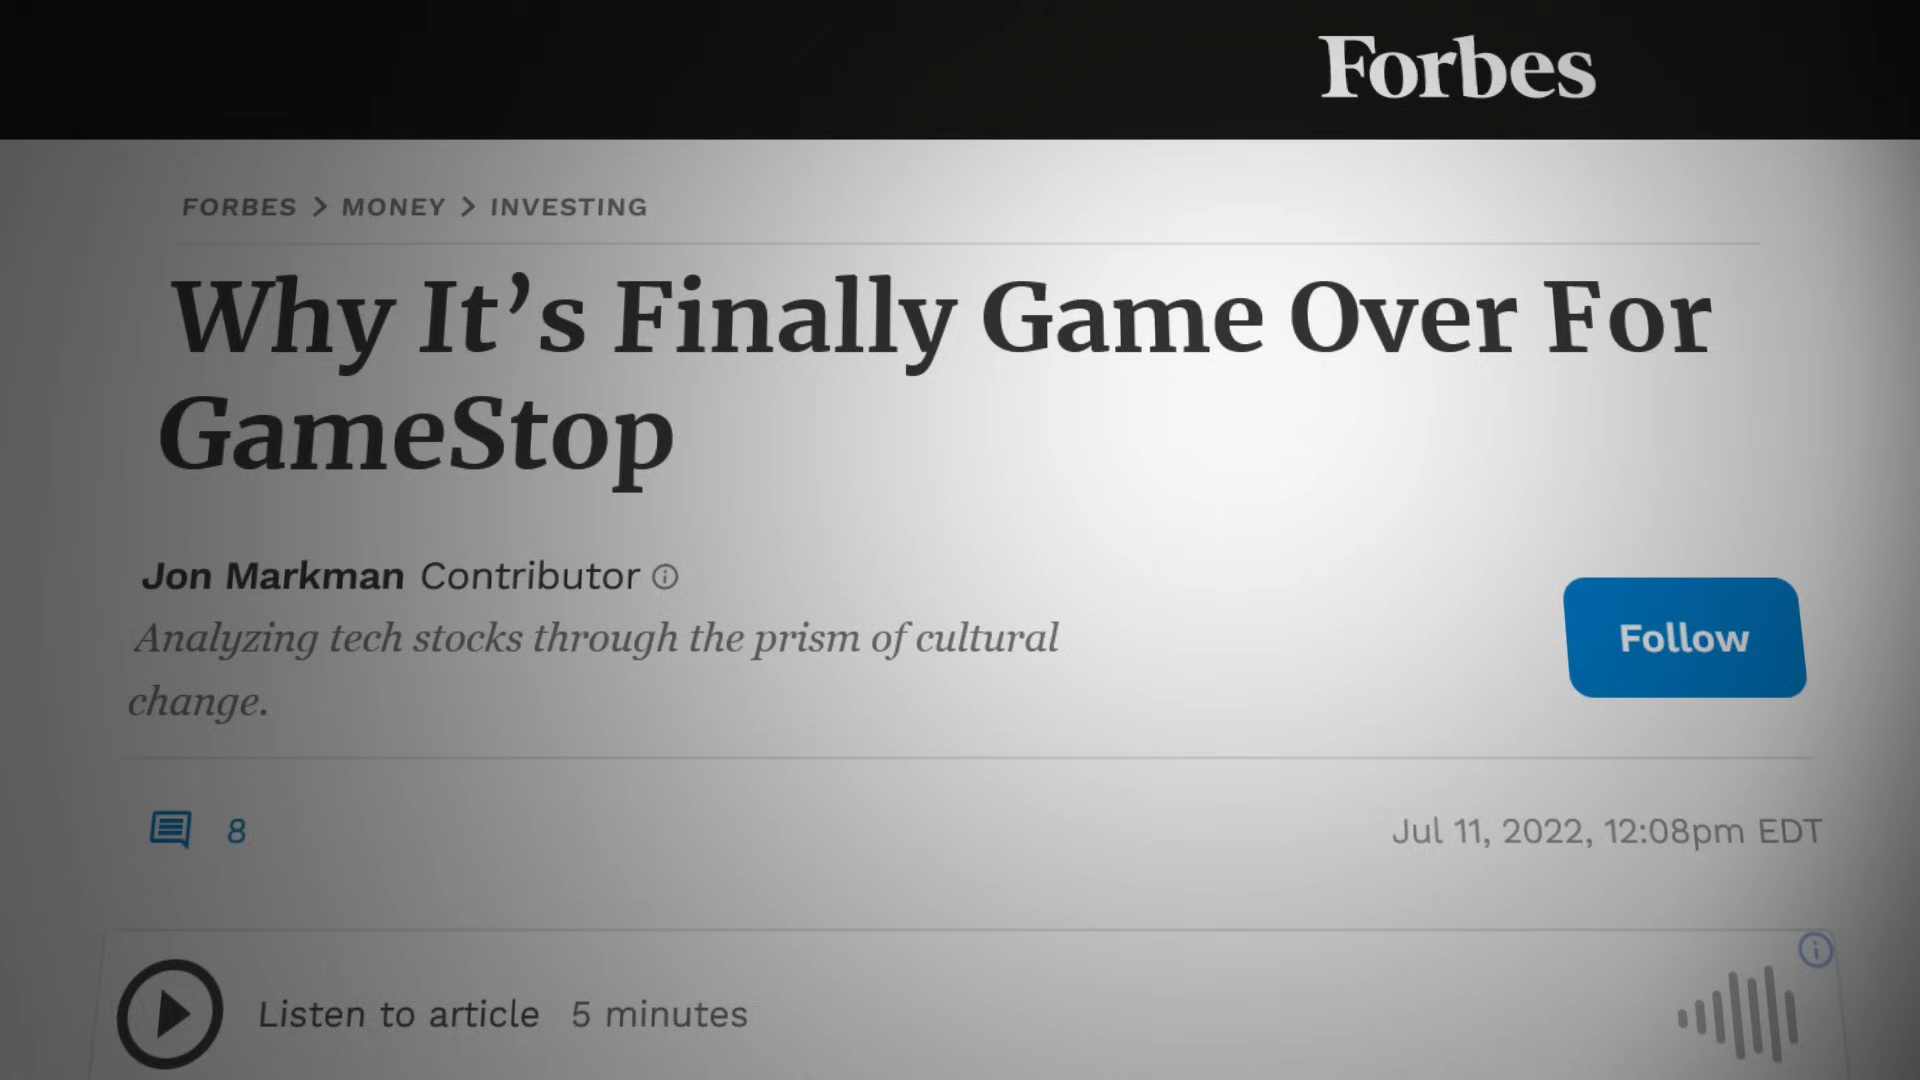 Forbes
FORBES > MONEY > INVESTING
Why It’s Finally Game Over For
GameStop
Jon Markman Contributor
Analyzing tech stocks through the prism of cultural
change.
Follow
8
Jul 11, 2022, 12:08pm EDT
Listen to article 5 minutes